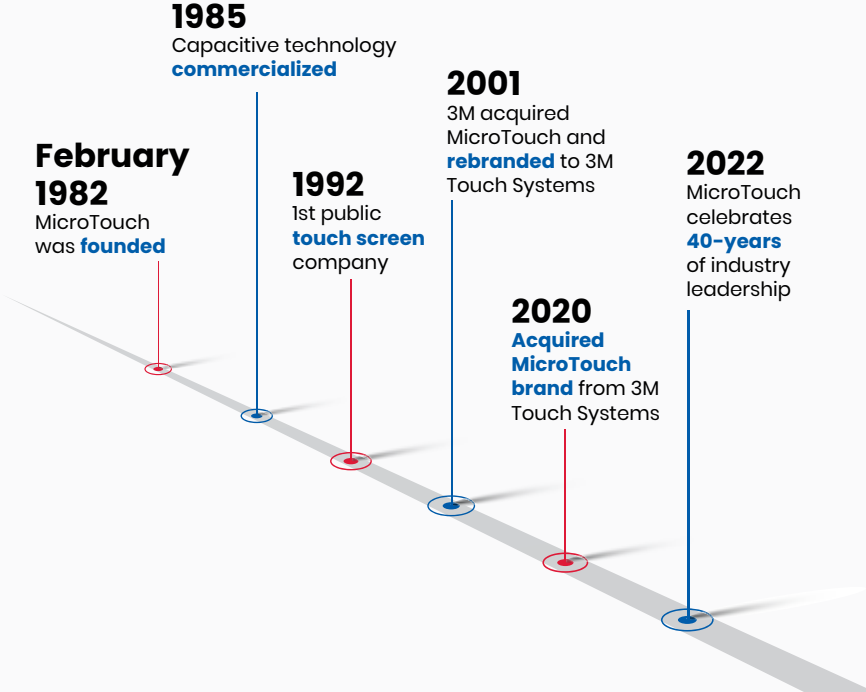 1985
Capacitive technology
commercialized
February
1982
MicroTouch
was founded
1992
1st public
touch screen
company
2001
3M acquired
MicroTouch and
rebranded to 3M
Touch Systems
2020
Acquired
MicroTouch
brand from 3M
Touch Systems
2022
MicroTouch
celebrates
40-years
of industry
leadership